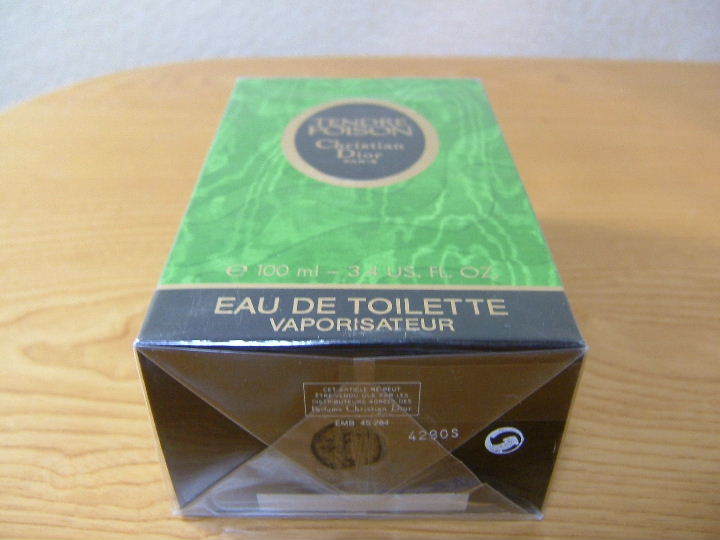 TENDRE
POISON
Christian
Dior
PARIS
℮ 100 ml – 3.4 US. FL. OZ
EAU DE TOILETTE
VAPORISATEUR
CET ARTICLE NE PEUT
ÊTRE VENDU QUE PAR LES
DISTRIBUTEURS AGRÉÉS DES
Parfums Christian Dior
EMB 45/284
4290S